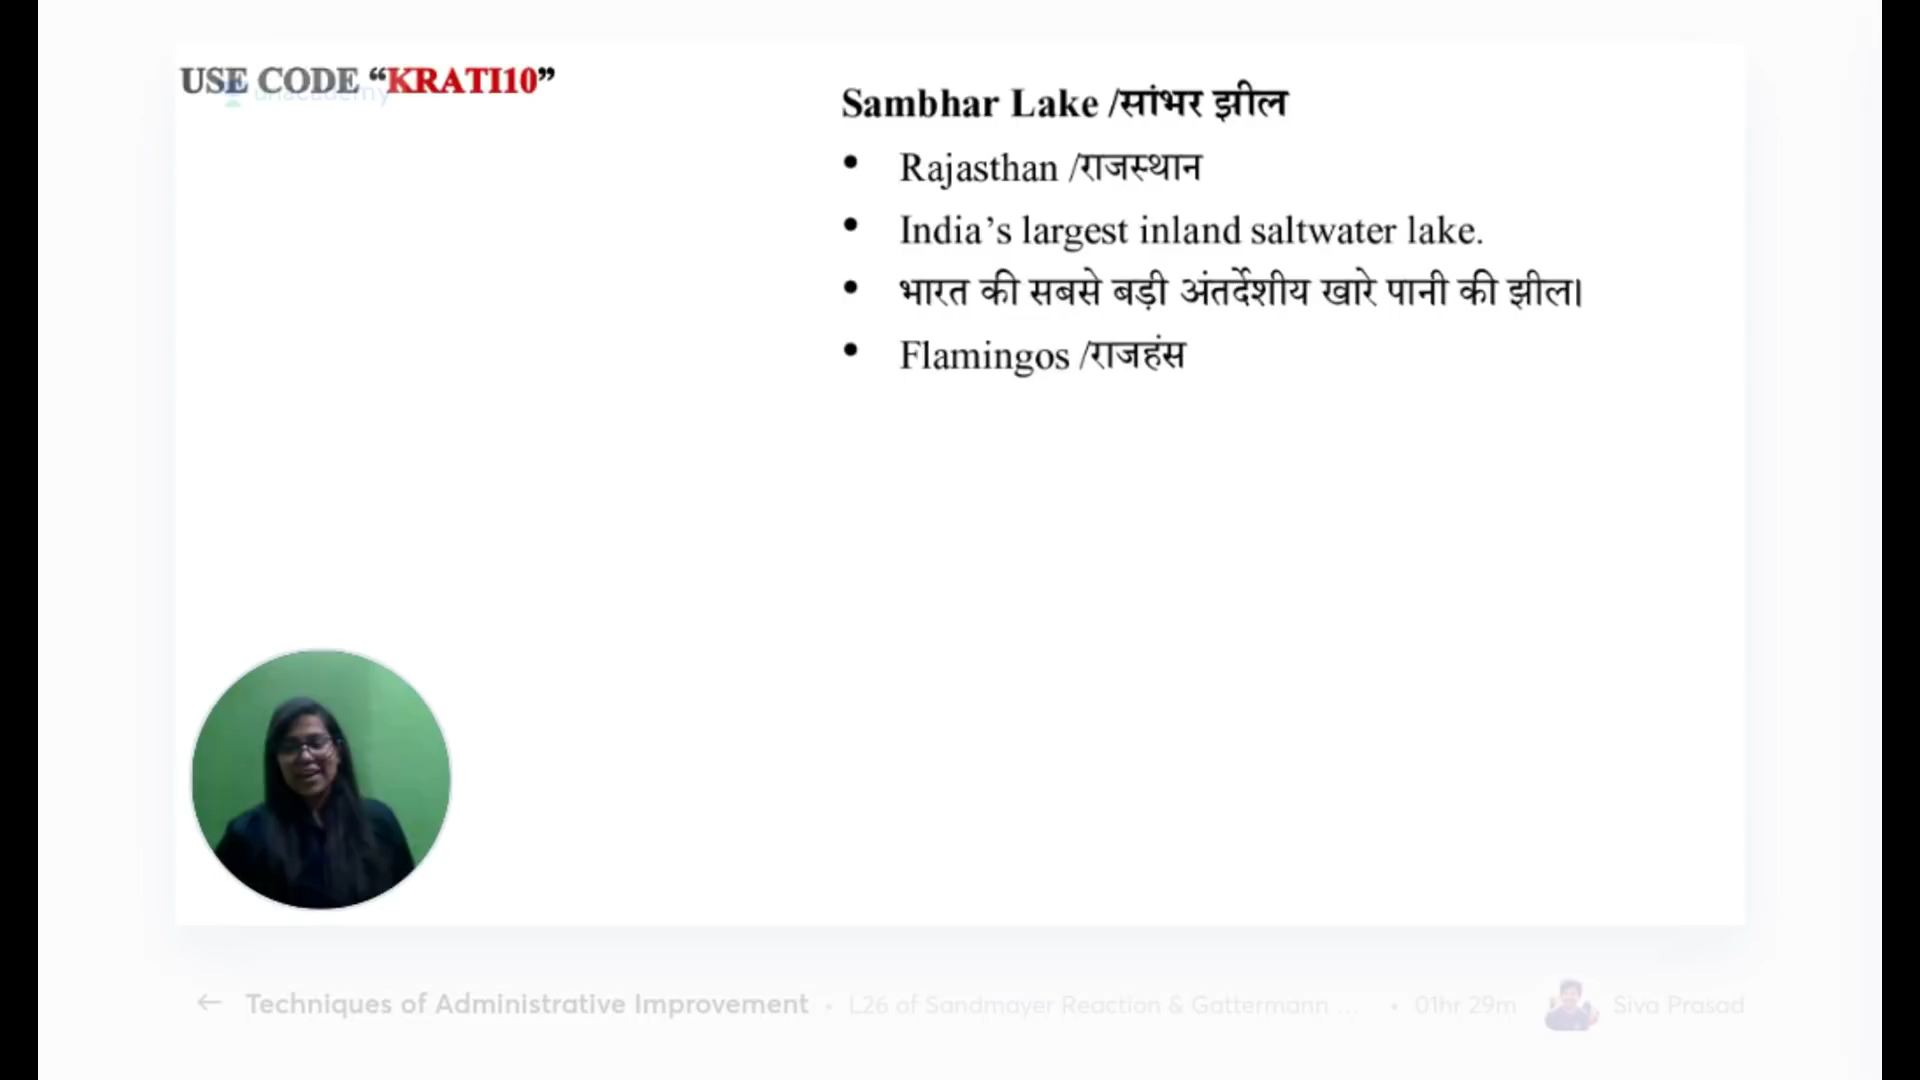 USE CODE “KRATI10”
unacademy
Sambhar Lake /सांभर झील
• Rajasthan /राजस्थान
• India’s largest inland saltwater lake.
• भारत की सबसे बड़ी अंतर्देशीय खारे पानी की झील।
• Flamingos /राजहंस
← Techniques of Administrative Improvement • L26 of Sandmayer Reaction & Gattermann ... • 01hr 29m Siva Prasad